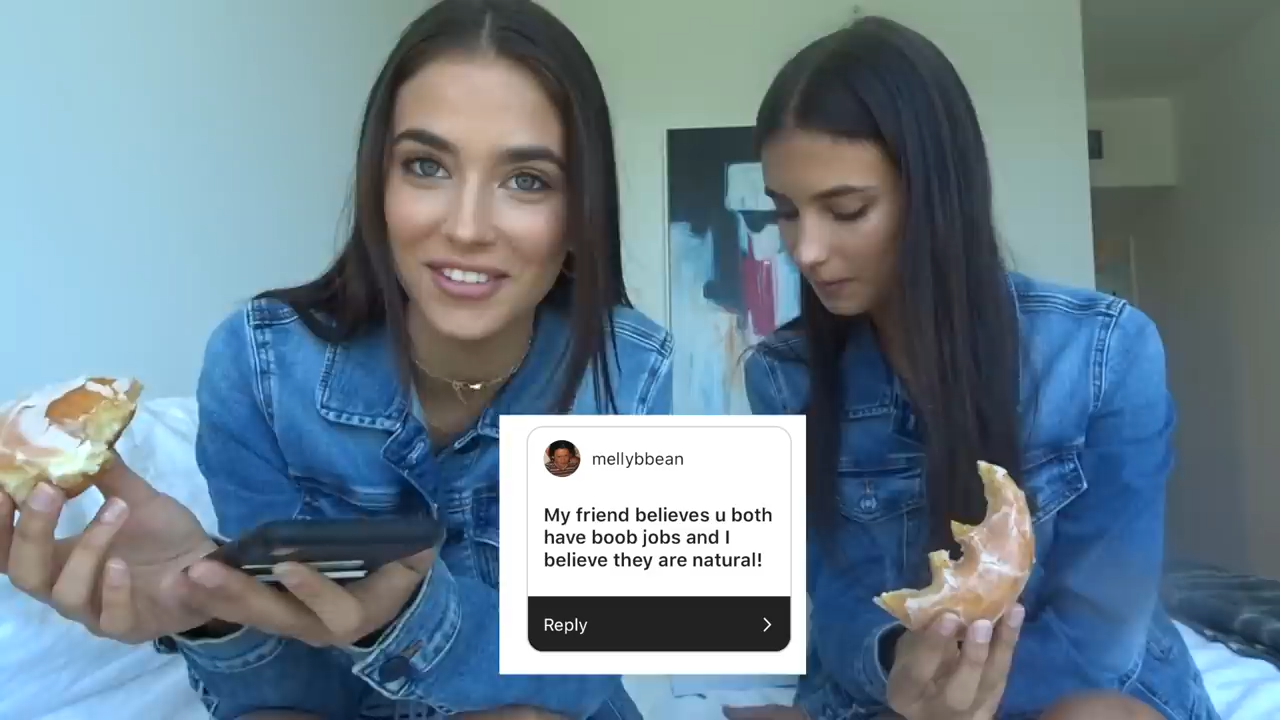 mellybbean
My friend believes u both
have boob jobs and I
believe they are natural!
Reply